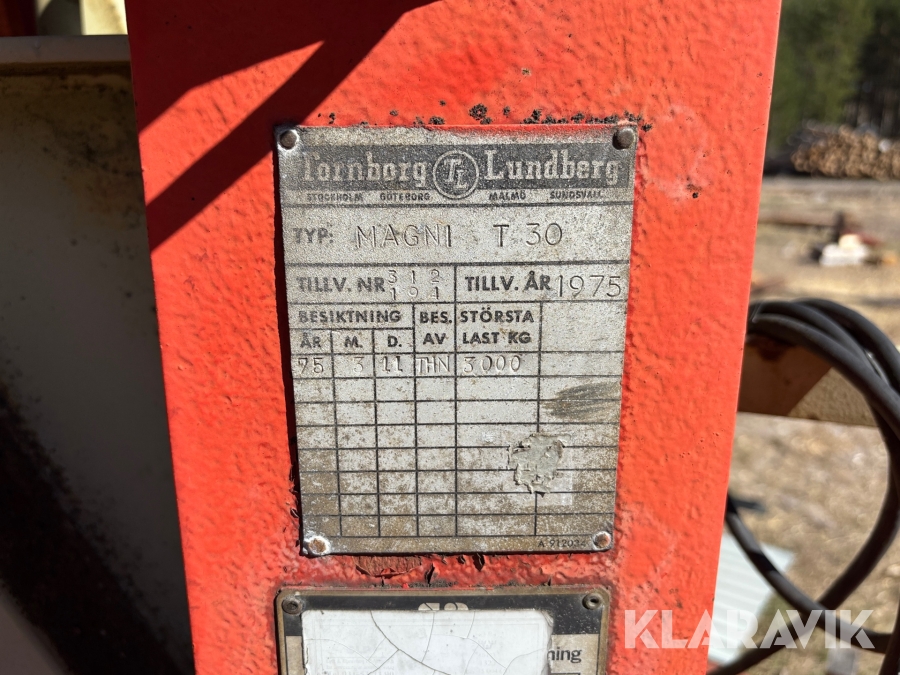 Tornborg TL Lundberg
STOCKHOLM GÖTEBORG MALMÖ SUNDSVALL
TYP: MAGNI T 30
TILLV. NR 312 191 TILLV. ÅR 1975
BESIKTNING BES. STÖRSTA
ÅR M. D. AV LAST KG
75 3 11 THN 3000
A 912034
ning
KLARAVIK